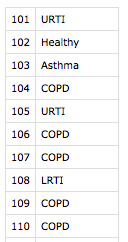 101 URTI
102 Healthy
103 Asthma
104 COPD
105 URTI
106 COPD
107 COPD
108 LRTI
109 COPD
110 COPD